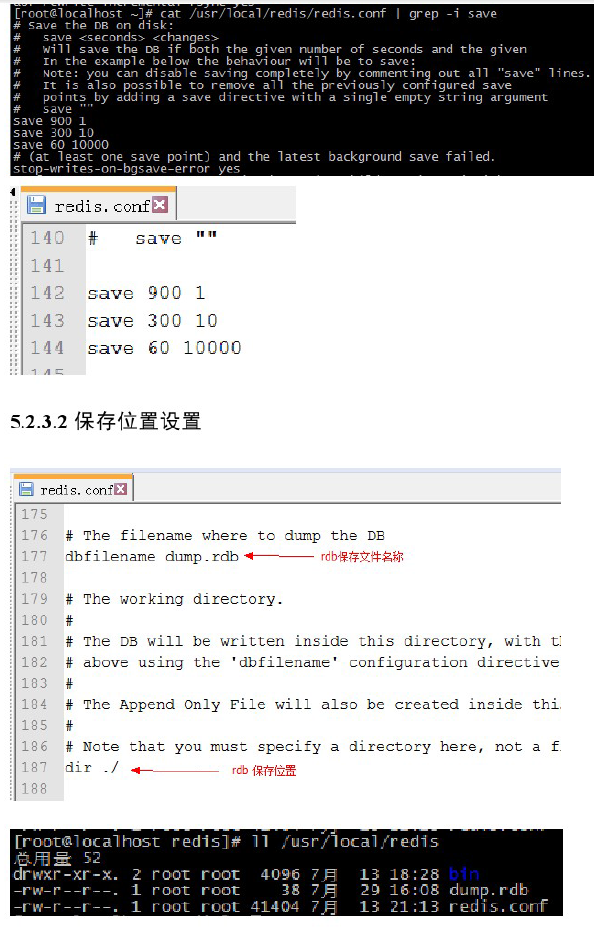 [root@localhost ~]# cat /usr/local/redis/redis.conf | grep -i save
# Save the DB on disk:
#   save <seconds> <changes>
#   Will save the DB if both the given number of seconds and the given
#   In the example below the behaviour will be to save:
#   Note: you can disable saving completely by commenting out all "save" lines.
#   It is also possible to remove all the previously configured save
#   points by adding a save directive with a single empty string argument
#   save ""
save 900 1
save 300 10
save 60 10000
# (at least one save point) and the latest background save failed.
stop-writes-on-bgsave-error yes
redis.conf
140 #   save ""
141
142 save 900 1
143 save 300 10
144 save 60 10000
145
5.2.3.2 保存位置设置
redis.conf
175
176 # The filename where to dump the DB
177 dbfilename dump.rdb rdb保存文件名称
178
179 # The working directory.
180 #
181 # The DB will be written inside this directory, with
182 # above using the 'dbfilename' configuration directive
183 #
184 # The Append Only File will also be created inside
185 #
186 # Note that you must specify a directory here, not a
187 dir ./ rdb 保存位置
188
[root@localhost redis]# ll /usr/local/redis
总用量 52
drwxr-xr-x. 2 root root  4096 7月  13 18:28 bin
-rw-r--r--. 1 root root    38 7月  29 16:08 dump.rdb
-rw-r--r--. 1 root root 41404 7月  13 21:13 redis.conf